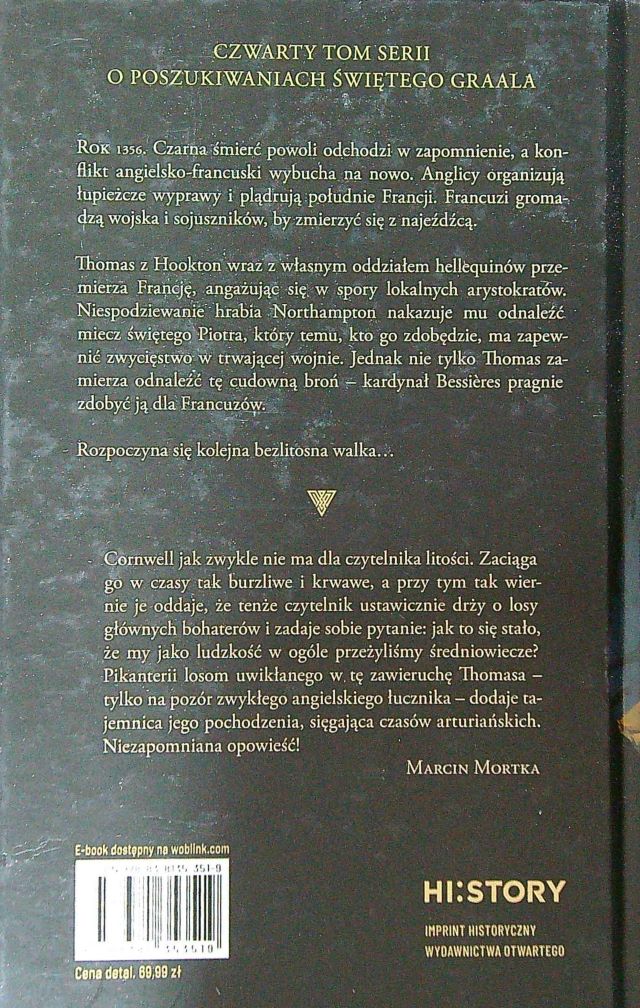 CZWARTY TOM SERII
O POSZUKIWANIACH ŚWIĘTEGO GRAALA
Rok 1356. Czarna śmierć powoli odchodzi w zapomnienie, a kon-
flikt angielsko-francuski wybucha na nowo. Anglicy organizują
łupieżcze wyprawy i plądrują południe Francji. Francuzi groma-
dzą wojska i sojuszników, by zmierzyć się z najeźdźcą.
Thomas z Hookton wraz z własnym oddziałem hellequinów prze-
mierza Francję, angażując się w spory lokalnych arystokratów.
Niespodziewanie hrabia Northampton nakazuje mu odnaleźć
miecz świętego Piotra, który temu, kto go zdobędzie, ma zapew-
nić zwycięstwo w trwającej wojnie. Jednak nie tylko Thomas za-
mierza odnaleźć tę cudowną broń – kardynał Bessières pragnie
zdobyć ją dla Francuzów.
Rozpoczyna się kolejna bezlitosna walka...
Cornwell jak zwykle nie ma dla czytelnika litości. Zaciąga
go w czasy tak burzliwe i krwawe, a przy tym tak wier-
nie je oddaje, że tenże czytelnik ustawicznie drży o losy
głównych bohaterów i zadaje sobie pytanie: jak to się stało,
że my jako ludzkość w ogóle przeżyliśmy średniowiecze?
Pikanterii losom uwikłanego w tę zawieruchę Thomasa –
tylko na pozór zwykłego angielskiego łucznika – dodaje ta-
jemnica jego pochodzenia, sięgająca czasów arturiańskich.
Niezapomniana opowieść!
Marcin Mortka
E-book dostępny na woblink.com
HI:STORY
IMPRINT HISTORYCZNY
WYDAWNICTWA OTWARTEGO
Cena detal. 69,99 zł